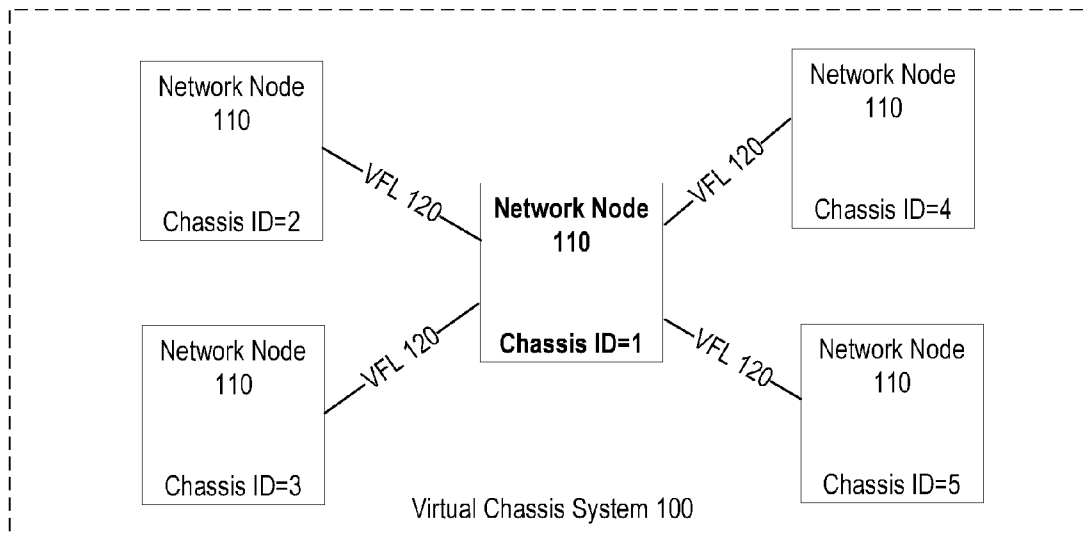 Network Node
110
Chassis ID=2
VFL 120
Network Node
110
Chassis ID=4
VFL 120
Network Node
110
Chassis ID=1
Network Node
110
Chassis ID=3
VFL 120
Network Node
110
Chassis ID=5
VFL 120
Virtual Chassis System 100